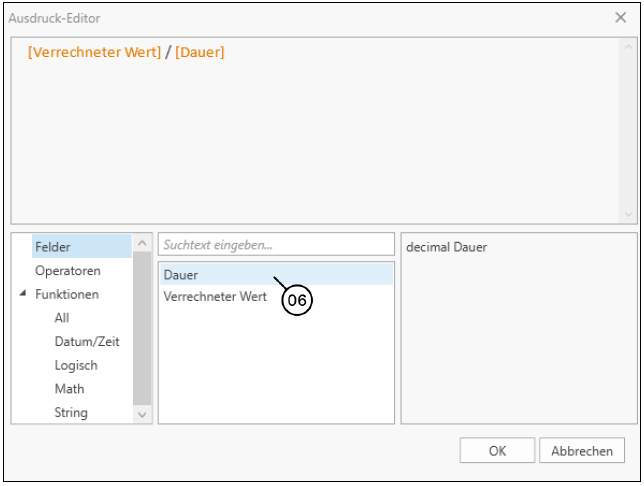 Ausdruck-Editor
[Verrechneter Wert] / [Dauer]
Felder
Operatoren
Funktionen
All
Datum/Zeit
Logisch
Math
String
Suchtext eingeben...
Dauer
Verrechneter Wert
06
decimal Dauer
OK
Abbrechen